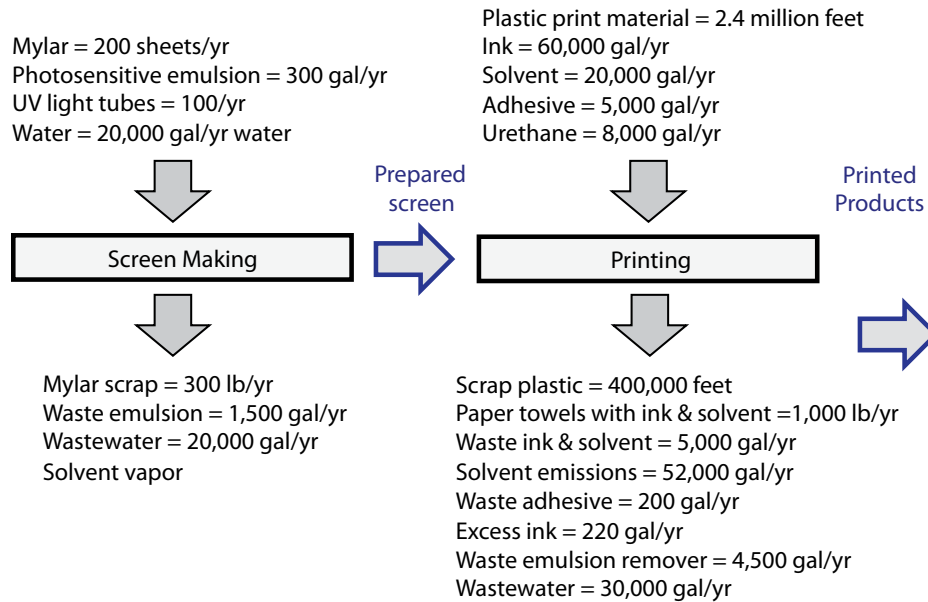 Mylar = 200 sheets/yr
Photosensitive emulsion = 300 gal/yr
UV light tubes = 100/yr
Water = 20,000 gal/yr water
Plastic print material = 2.4 million feet
Ink = 60,000 gal/yr
Solvent = 20,000 gal/yr
Adhesive = 5,000 gal/yr
Urethane = 8,000 gal/yr
Prepared
screen
Printed
Products
Screen Making
Printing
Mylar scrap = 300 lb/yr
Waste emulsion = 1,500 gal/yr
Wastewater = 20,000 gal/yr
Solvent vapor
Scrap plastic = 400,000 feet
Paper towels with ink & solvent =1,000 lb/yr
Waste ink & solvent = 5,000 gal/yr
Solvent emissions = 52,000 gal/yr
Waste adhesive = 200 gal/yr
Excess ink = 220 gal/yr
Waste emulsion remover = 4,500 gal/yr
Wastewater = 30,000 gal/yr